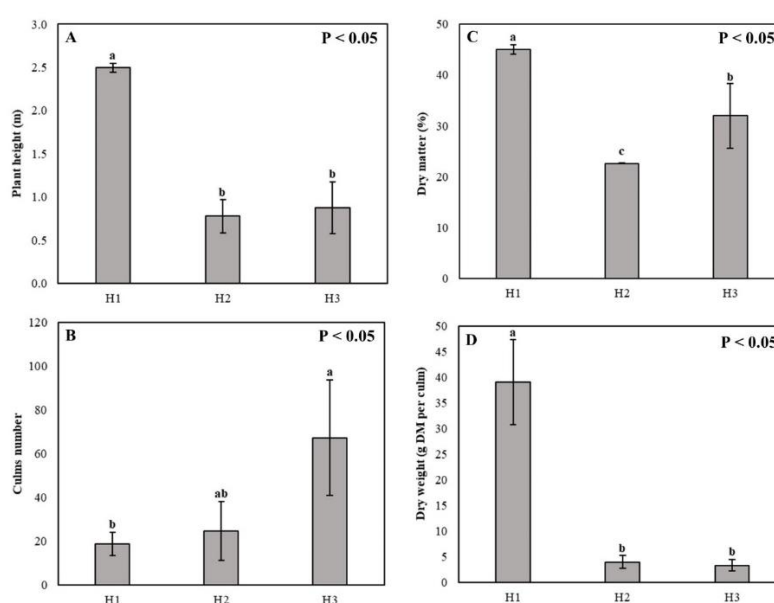 A
P < 0.05
Plant height (m)
3.0
2.5
2.0
1.5
1.0
0.5
0.0
a
b
b
H1
H2
H3
B
P < 0.05
Culms number
120
100
80
60
40
20
0
b
ab
a
H1
H2
H3
C
P < 0.05
Dry matter (%)
50
40
30
20
10
0
a
c
b
H1
H2
H3
D
P < 0.05
Dry weight (g DM per culm)
50
45
40
35
30
25
20
15
10
5
0
a
b
b
H1
H2
H3